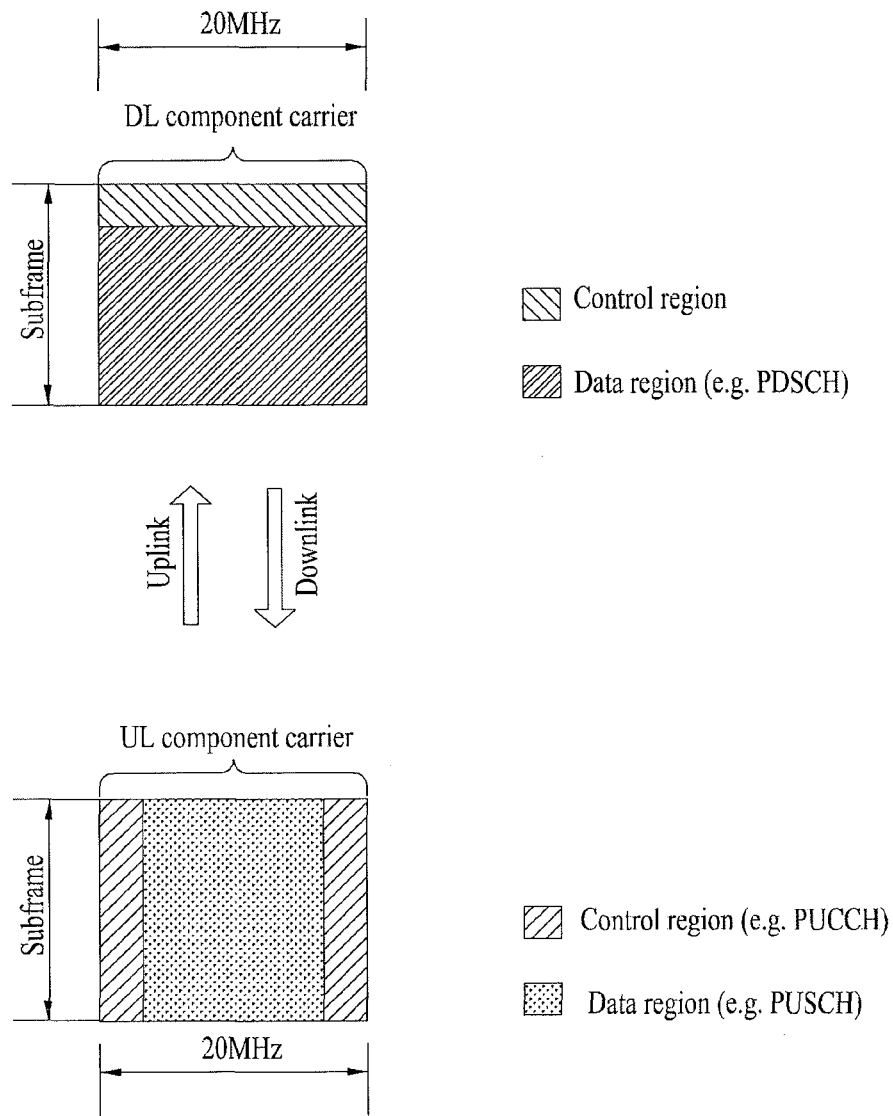 20MHz
DL component carrier
Subframe
Control region
Data region (e.g. PDSCH)
Uplink
Downlink
UL component carrier
Subframe
Control region (e.g. PUCCH)
Data region (e.g. PUSCH)
20MHz